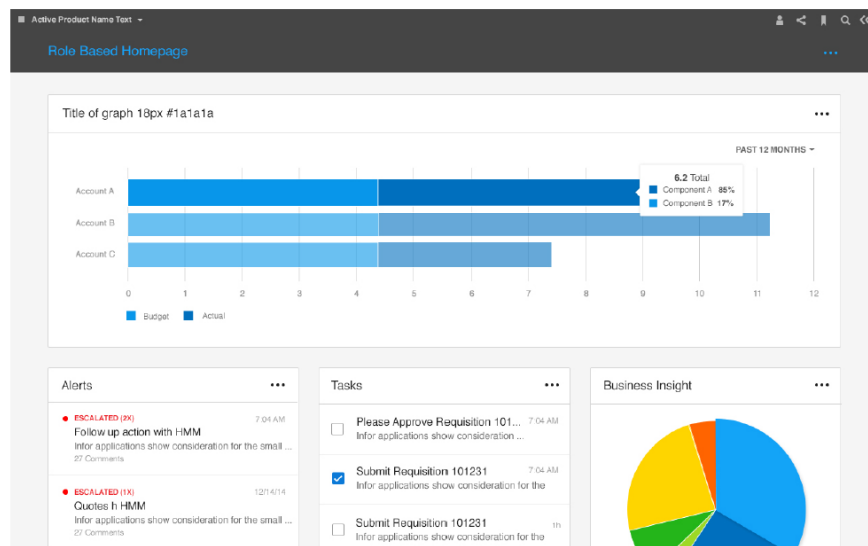 Active Product Name Text
Role Based Homepage
Title of graph 18px #1a1a1a
PAST 12 MONTHS
6.2 Total
Component A 85%
Component B 17%
Account A
Account B
Account C
0 1 2 3 4 5 6 7 8 9 10 11 12
Budget Actual
Alerts
ESCALATED (2X) 7:04 AM
Follow up action with HMM
Infor applications show consideration for the small ...
27 Comments
ESCALATED (1X) 12/14/14
Quotes h HMM
Infor applications show consideration for the small ...
27 Comments
Tasks
Please Approve Requisition 101... 7:04 AM
Infor applications show consideration ...
Submit Requisition 101231 7:04 AM
Infor applications show consideration for the
Submit Requisition 101231 1h
Infor applications show consideration for the
Business Insight